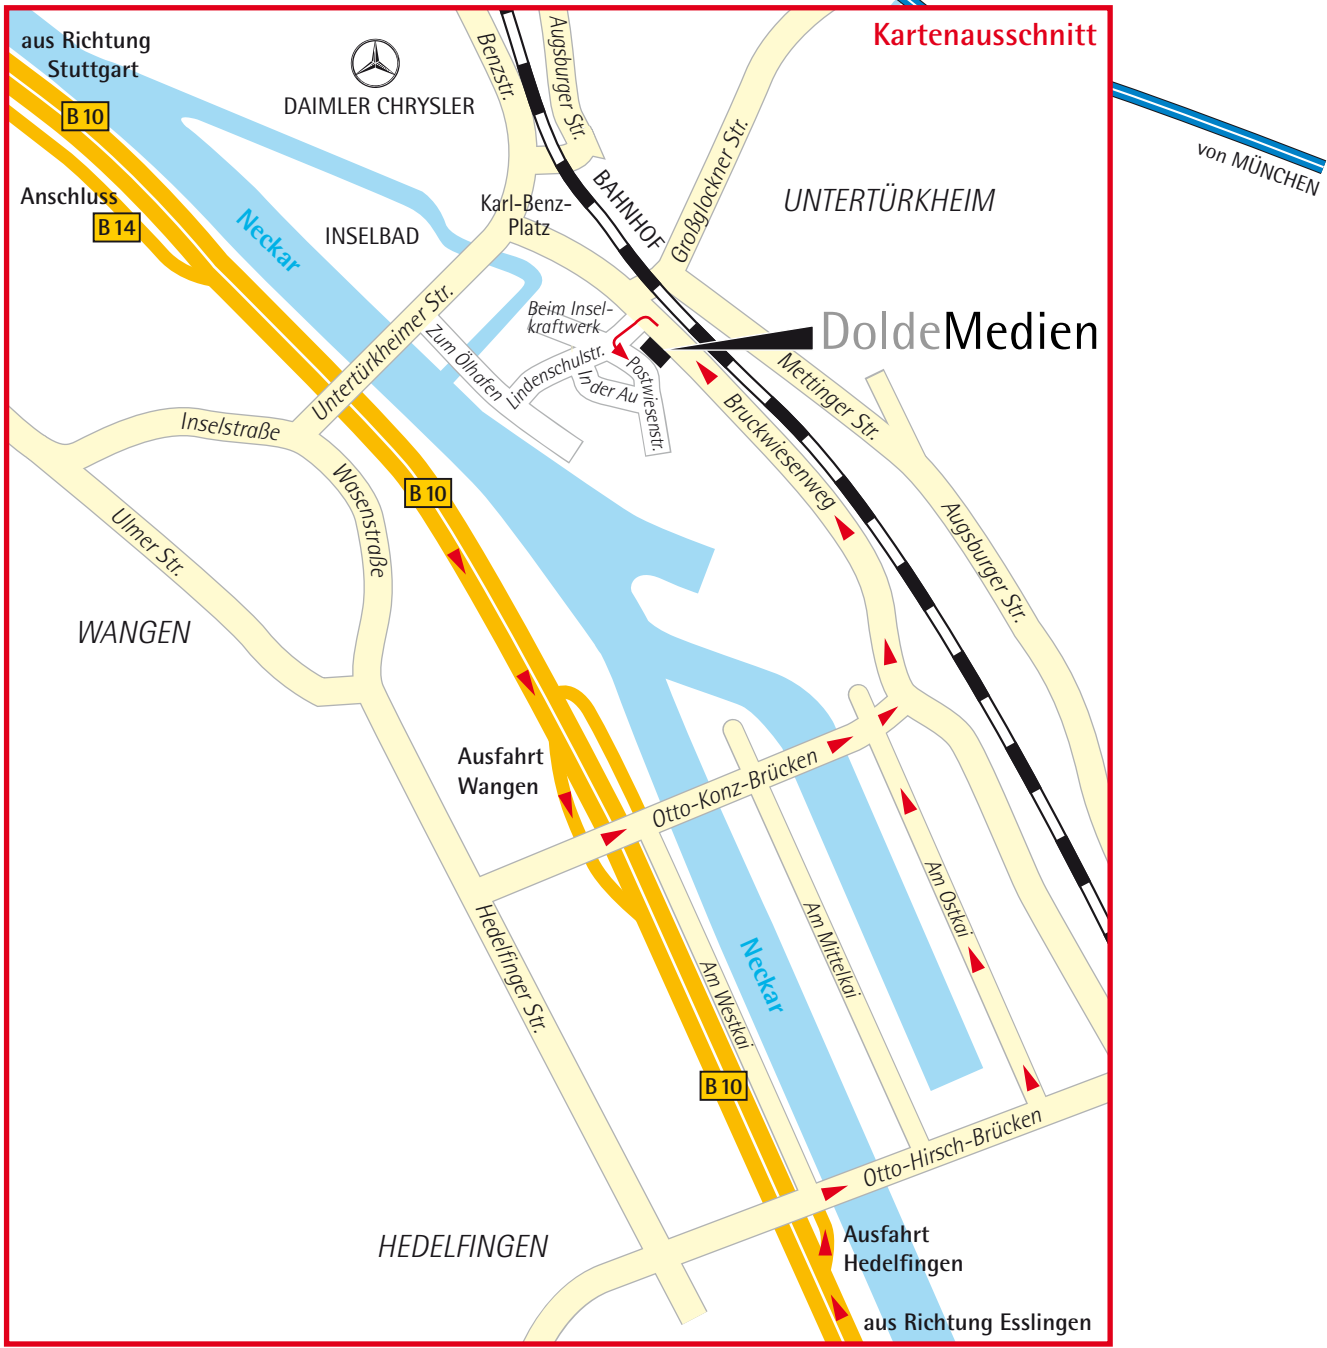 Kartenausschnitt
aus Richtung
Stuttgart
B 10
DAIMLER CHRYSLER
Benzstr.
Augsburger Str.
von MÜNCHEN
Anschluss
B 14
Neckar
INSELBAD
Karl-Benz-
Platz
BAHNHOF
Großglockner Str.
UNTERTÜRKHEIM
Untertürkheimer Str.
Beim Insel-
kraftwerk
DoldeMedien
Zum Ölhafen
Lindenschulstr.
In der Au
Postwiesenstr.
Mettinger Str.
Bruckwiesenweg
Inselstraße
Wasenstraße
B 10
Ulmer Str.
Augsburger Str.
WANGEN
Ausfahrt
Wangen
Otto-Konz-Brücken
Hedelfinger Str.
Am Westkai
Neckar
Am Mittelkai
Am Ostkai
B 10
Otto-Hirsch-Brücken
HEDELFINGEN
Ausfahrt
Hedelfingen
aus Richtung Esslingen